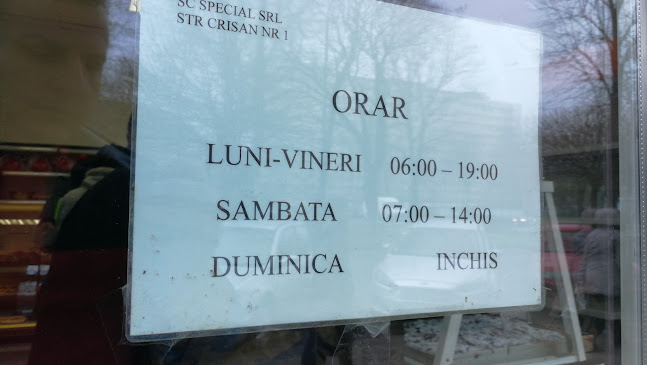 SC SPECIAL SRL
STR CRISAN NR 1
ORAR
LUNI-VINERI 06:00 – 19:00
SAMBATA 07:00 – 14:00
DUMINICA INCHIS